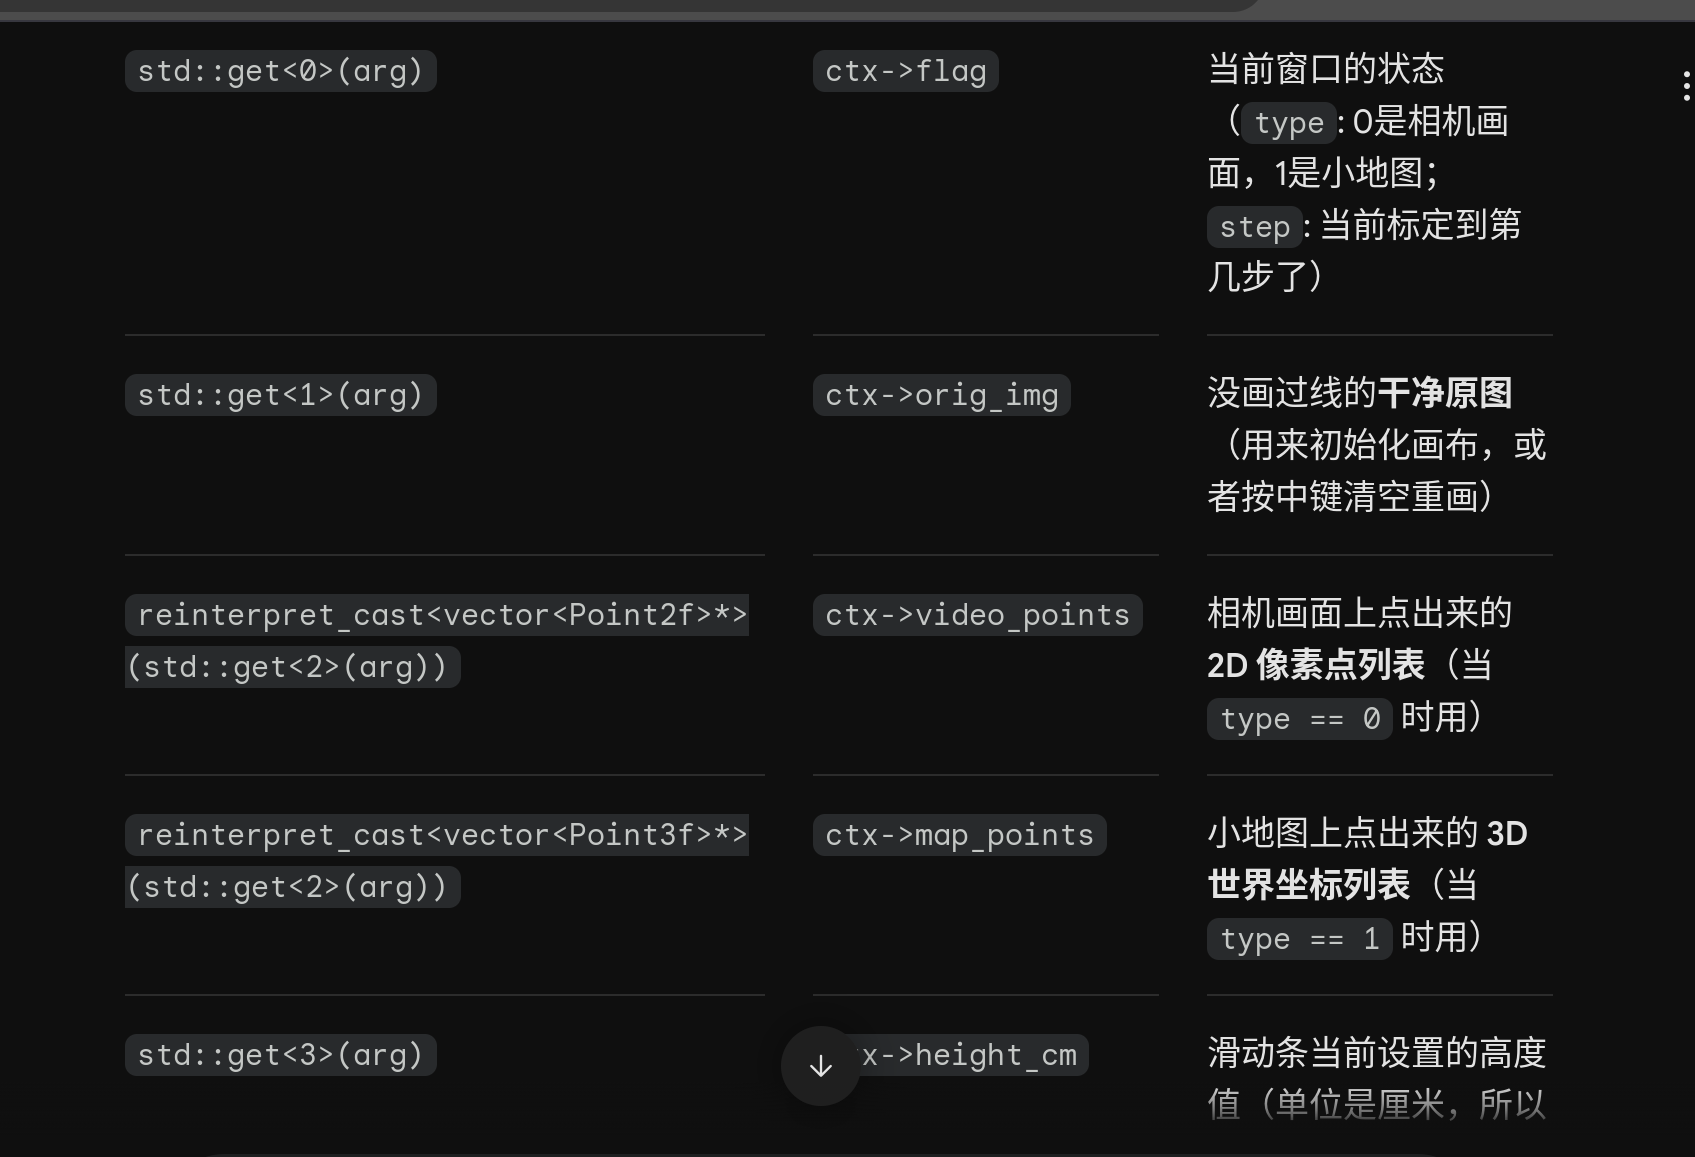 std::get<0>(arg)
ctx->flag
当前窗口的状态
（type: 0是相机画
面，1是小地图；
step: 当前标定到第
几步了）
std::get<1>(arg)
ctx->orig_img
没画过线的干净原图
（用来初始化画布，或
者按中键清空重画）
reinterpret_cast<vector<Point2f>*>
(std::get<2>(arg))
ctx->video_points
相机画面上点出来的
2D 像素点列表（当
type == 0 时用）
reinterpret_cast<vector<Point3f>*>
(std::get<2>(arg))
ctx->map_points
小地图上点出来的 3D
世界坐标列表（当
type == 1 时用）
std::get<3>(arg)
x->height_cm
滑动条当前设置的高度
值（单位是厘米，所以